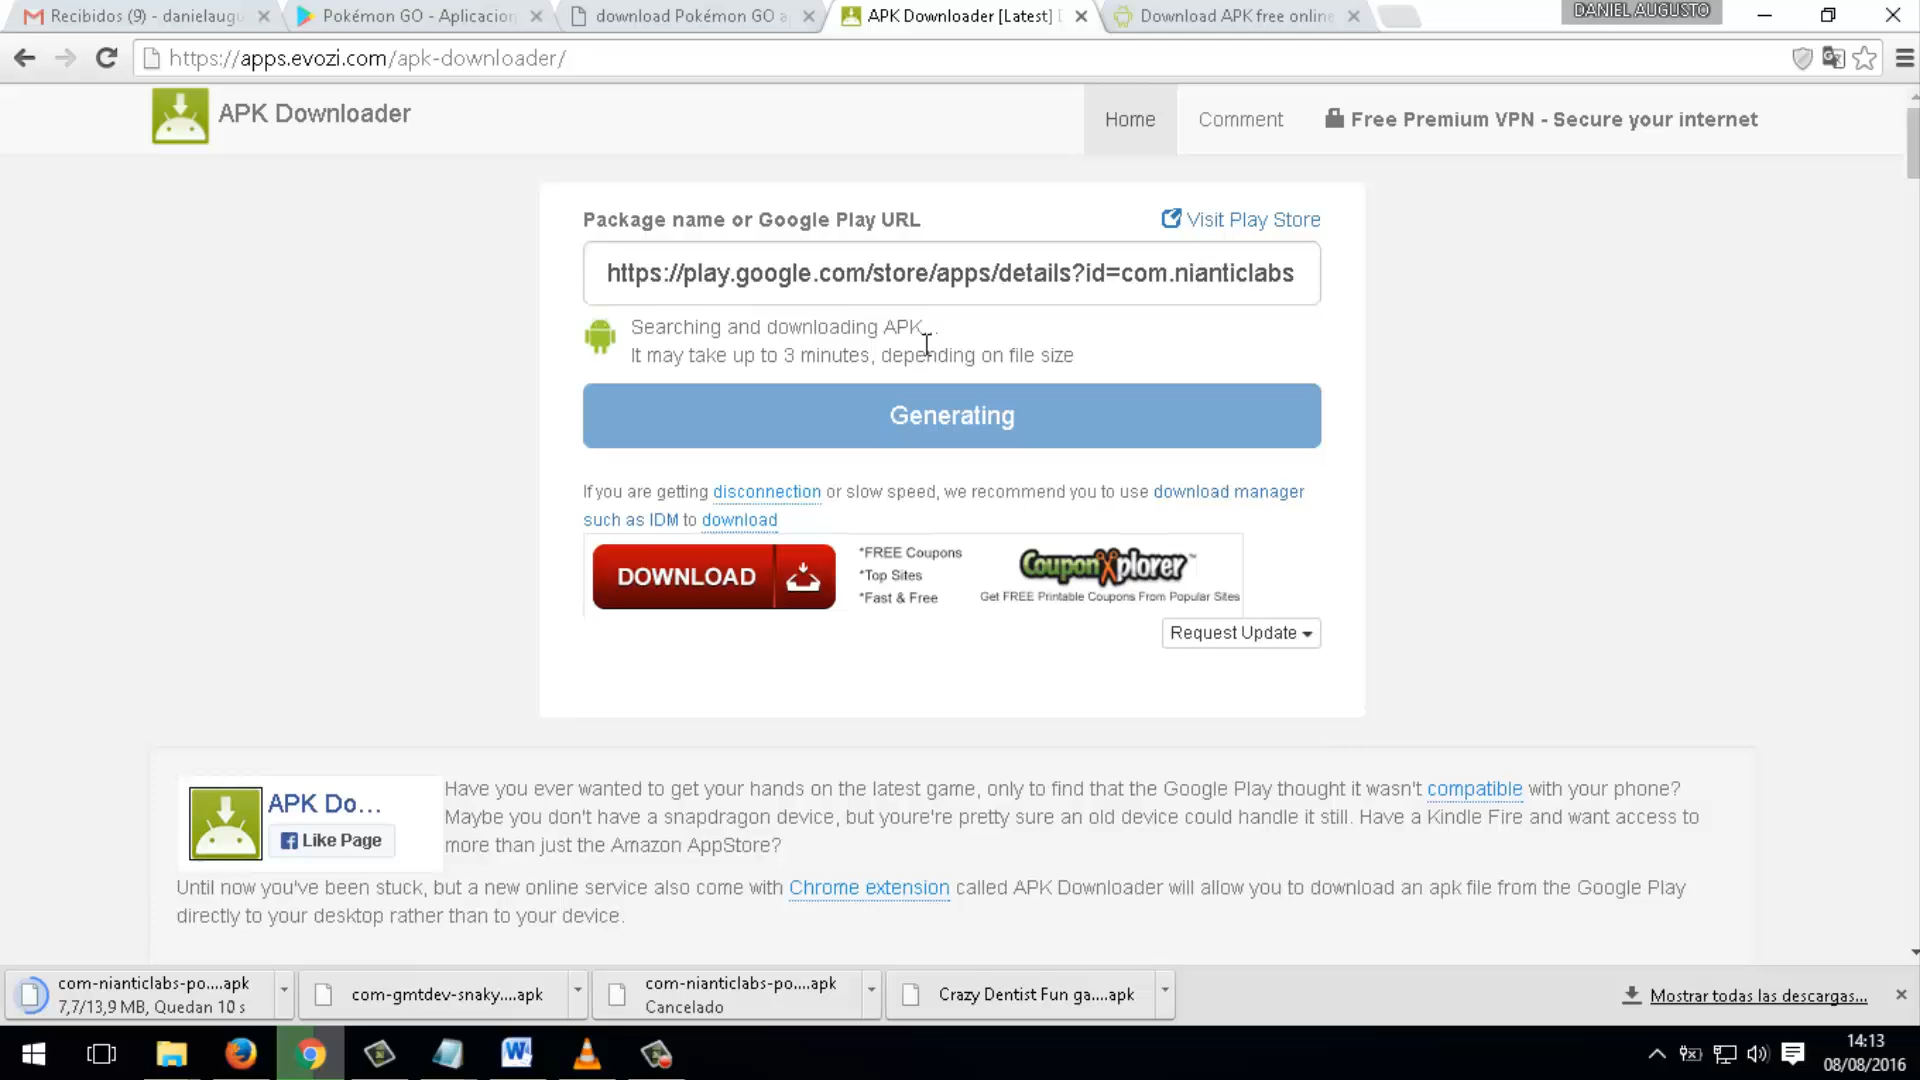 Recibidos (9) - danielaugu
Pokémon GO - Aplicacion
download Pokémon GO a
APK Downloader [Latest]
Download APK free online
DANIEL AUGUSTO
https://apps.evozi.com/apk-downloader/
APK Downloader
Home
Comment
Free Premium VPN - Secure your internet
Package name or Google Play URL
Visit Play Store
https://play.google.com/store/apps/details?id=com.nianticlabs
Searching and downloading APK...
It may take up to 3 minutes, depending on file size
Generating
If you are getting disconnection or slow speed, we recommend you to use download manager
such as IDM to download
DOWNLOAD
*FREE Coupons
*Top Sites
*Fast & Free
CouponXplorer™
Get FREE Printable Coupons From Popular Sites
Request Update
APK Do...
Like Page
Have you ever wanted to get your hands on the latest game, only to find that the Google Play thought it wasn't compatible with your phone?
Maybe you don't have a snapdragon device, but youre're pretty sure an old device could handle it still. Have a Kindle Fire and want access to
more than just the Amazon AppStore?
Until now you've been stuck, but a new online service also come with Chrome extension called APK Downloader will allow you to download an apk file from the Google Play
directly to your desktop rather than to your device.
com-nianticlabs-po....apk
7,7/13,9 MB, Quedan 10 s
com-gmtdev-snaky....apk
com-nianticlabs-po....apk
Cancelado
Crazy Dentist Fun ga....apk
Mostrar todas las descargas...
14:13
08/08/2016